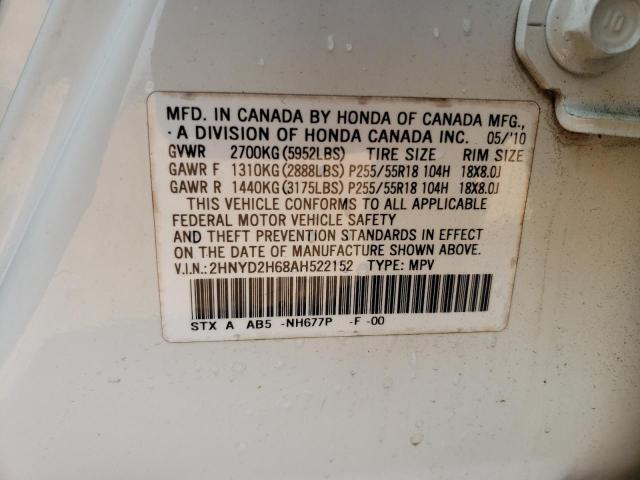 10
MFD. IN CANADA BY HONDA OF CANADA MFG.,
A DIVISION OF HONDA CANADA INC. 05/'10
GVWR 2700KG(5952LBS) TIRE SIZE RIM SIZE
GAWR F 1310KG(2888LBS)P255/55R18 104H 18X8.0J
GAWR R 1440KG(3175LBS)P255/55R18 104H 18X8.0J
THIS VEHICLE CONFORMS TO ALL APPLICABLE
FEDERAL MOTOR VEHICLE SAFETY
AND THEFT PREVENTION STANDARDS IN EFFECT
ON THE DATE OF MANUFACTURE SHOWN ABOVE.
V.I.N.:2HNYD2H68AH522152 TYPE: MPV
STX A AB5 -NH677P -F -00